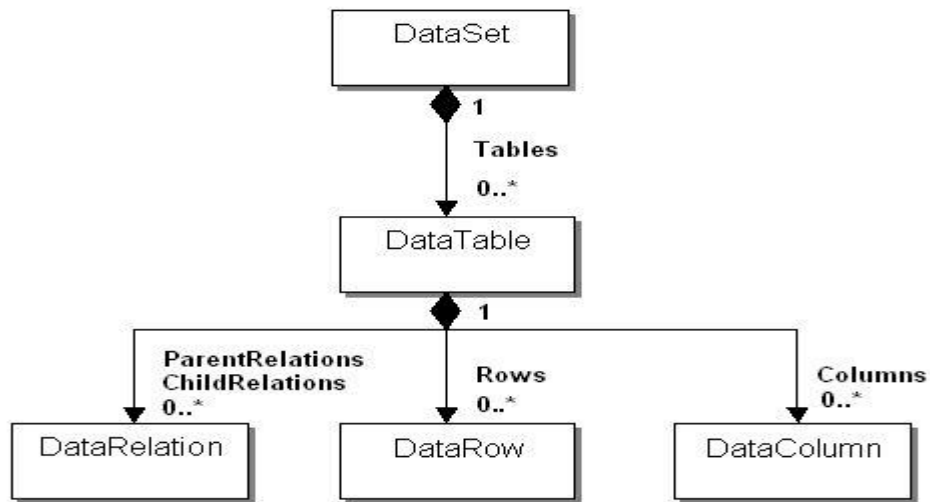 DataSet
1
Tables
0..*
DataTable
1
ParentRelations
ChildRelations
0..*
Rows
0..*
Columns
0..*
DataRelation
DataRow
DataColumn